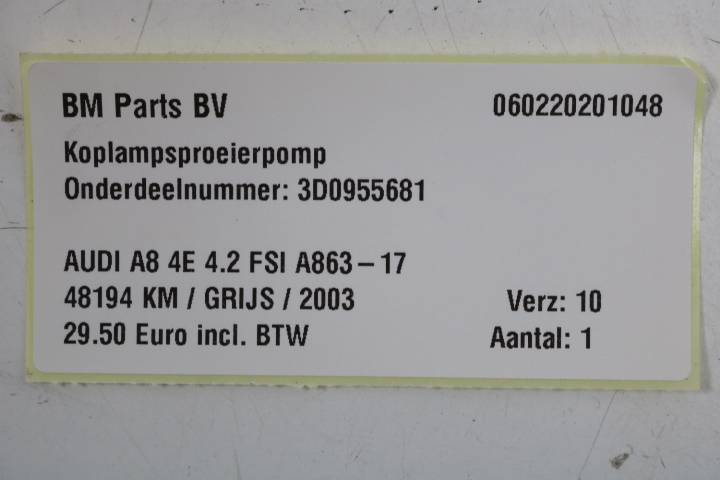 BM Parts BV 060220201048
Koplampsproeierpomp
Onderdeelnummer: 3D0955681
AUDI A8 4E 4.2 FSI A863-17
48194 KM / GRIJS / 2003 Verz: 10
29.50 Euro incl. BTW Aantal: 1